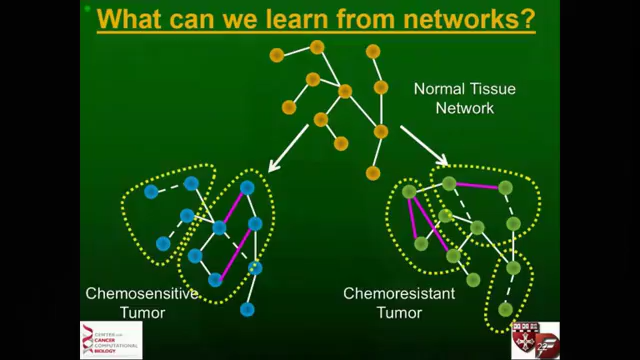 What can we learn from networks?
Normal Tissue
Network
Chemosensitive
Tumor
Chemoresistant
Tumor
CENTER FOR
CANCER
COMPUTATIONAL
BIOLOGY